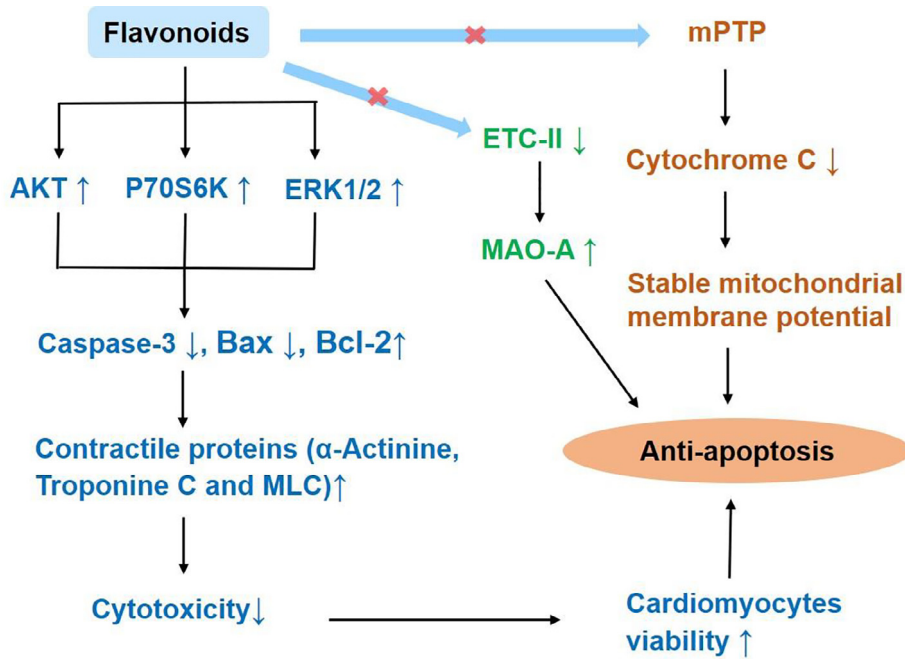 Flavonoids
mPTP
ETC-II ↓
Cytochrome C ↓
AKT ↑
P70S6K ↑
ERK1/2 ↑
MAO-A ↑
Stable mitochondrial
membrane potential
Caspase-3 ↓, Bax ↓, Bcl-2↑
Contractile proteins (α-Actinine,
Troponine C and MLC)↑
Anti-apoptosis
Cytotoxicity↓
Cardiomyocytes
viability ↑